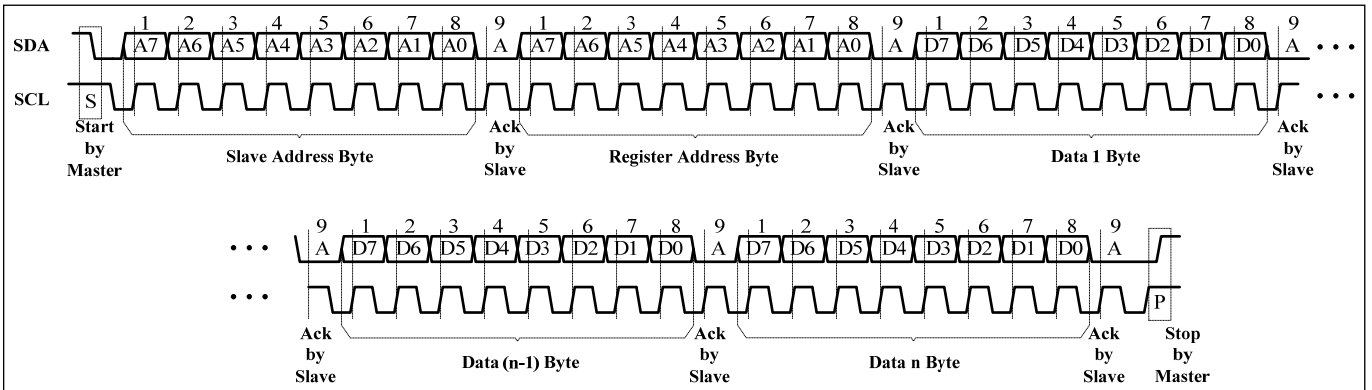 1 2 3 4 5 6 7 8 9 1 2 3 4 5 6 7 8 9 1 2 3 4 5 6 7 8 9
SDA A7 A6 A5 A4 A3 A2 A1 A0 A A7 A6 A5 A4 A3 A2 A1 A0 A D7 D6 D5 D4 D3 D2 D1 D0 A • • •
SCL S • • •
Start by Master
Slave Address Byte
Ack by Slave
Register Address Byte
Ack by Slave
Data 1 Byte
Ack by Slave
9 1 2 3 4 5 6 7 8 9 1 2 3 4 5 6 7 8 9
• • • A D7 D6 D5 D4 D3 D2 D1 D0 A D7 D6 D5 D4 D3 D2 D1 D0 A
• • • P
Ack by Slave
Data (n-1) Byte
Ack by Slave
Data n Byte
Ack by Slave
Stop by Master